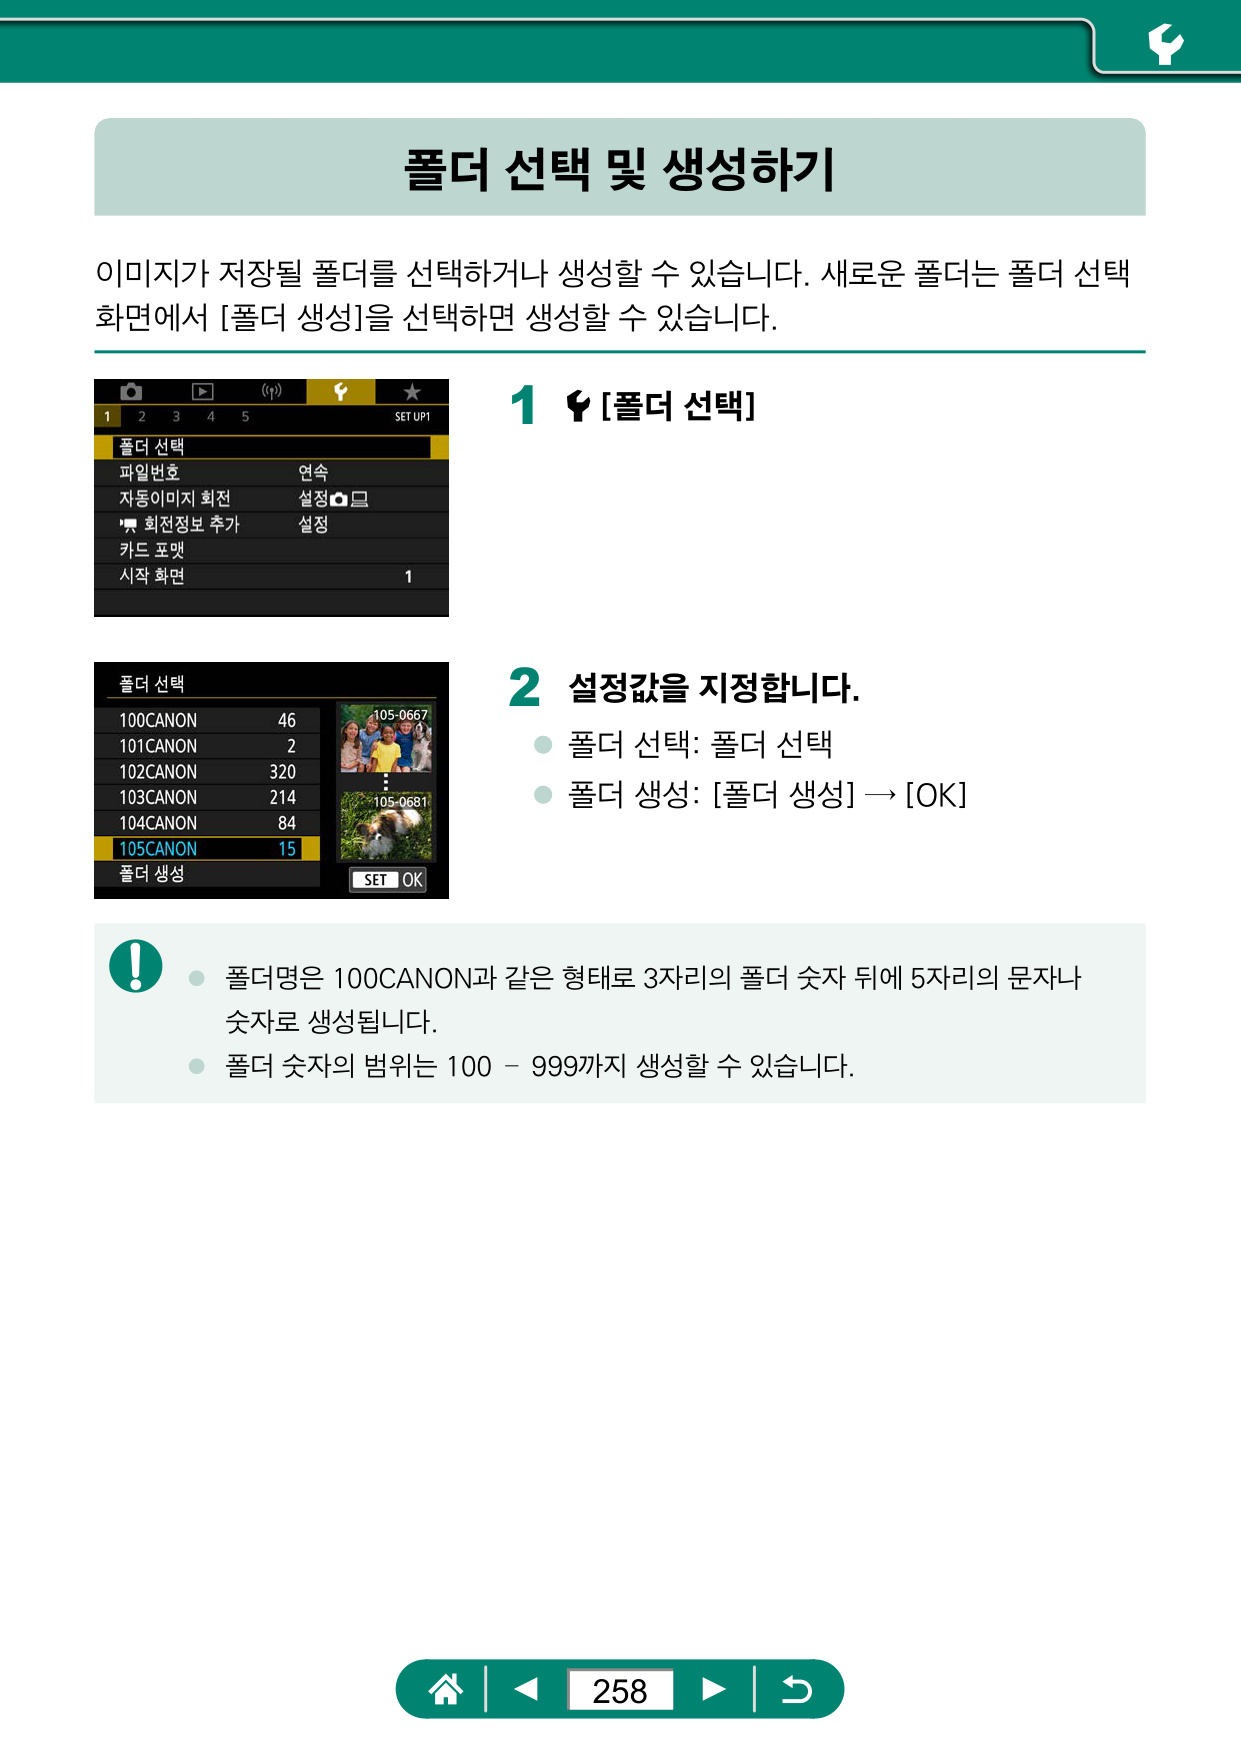 폴더 선택 및 생성하기
이미지가 저장될 폴더를 선택하거나 생성할 수 있습니다. 새로운 폴더는 폴더 선택
화면에서 [폴더 생성]을 선택하면 생성할 수 있습니다.
1 2 3 4 5 SET UP1
폴더 선택
파일번호 연속
자동이미지 회전 설정
회전정보 추가 설정
카드 포맷
시작 화면 1
1 [폴더 선택]
폴더 선택
100CANON 46
101CANON 2
102CANON 320
103CANON 214
104CANON 84
105CANON 15
폴더 생성
105-0667
105-0681
SET OK
2 설정값을 지정합니다.
폴더 선택: 폴더 선택
폴더 생성: [폴더 생성] → [OK]
폴더명은 100CANON과 같은 형태로 3자리의 폴더 숫자 뒤에 5자리의 문자나
숫자로 생성됩니다.
폴더 숫자의 범위는 100 – 999까지 생성할 수 있습니다.
258